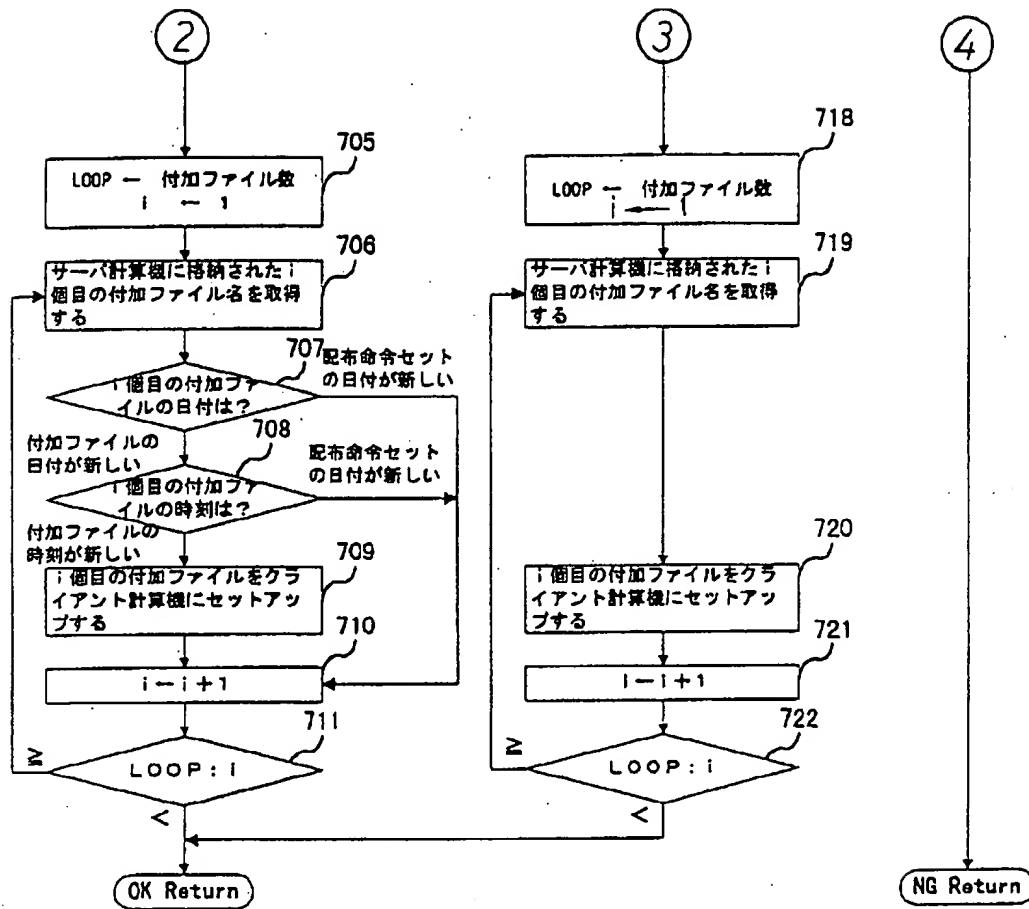 2
3
4
705
LOOP ← 付加ファイル数
i ← 1
706
サーバ計算機に格納されたi
個目の付加ファイル名を取得
する
707
配布命令セット
の日付が新しい
i個目の付加ファ
イルの日付は?
付加ファイルの
日付が新しい
708
配布命令セット
の日付が新しい
i個目の付加ファ
イルの時刻は?
付加ファイルの
時刻が新しい
709
i個目の付加ファイルをクラ
イアント計算機にセットアッ
プする
710
i←i+1
711
≧
LOOP:i
<
OK Return
718
LOOP ← 付加ファイル数
i ← 1
719
サーバ計算機に格納されたi
個目の付加ファイル名を取得
する
720
i個目の付加ファイルをクラ
イアント計算機にセットアッ
プする
721
i←i+1
722
≧
LOOP:i
<
NG Return